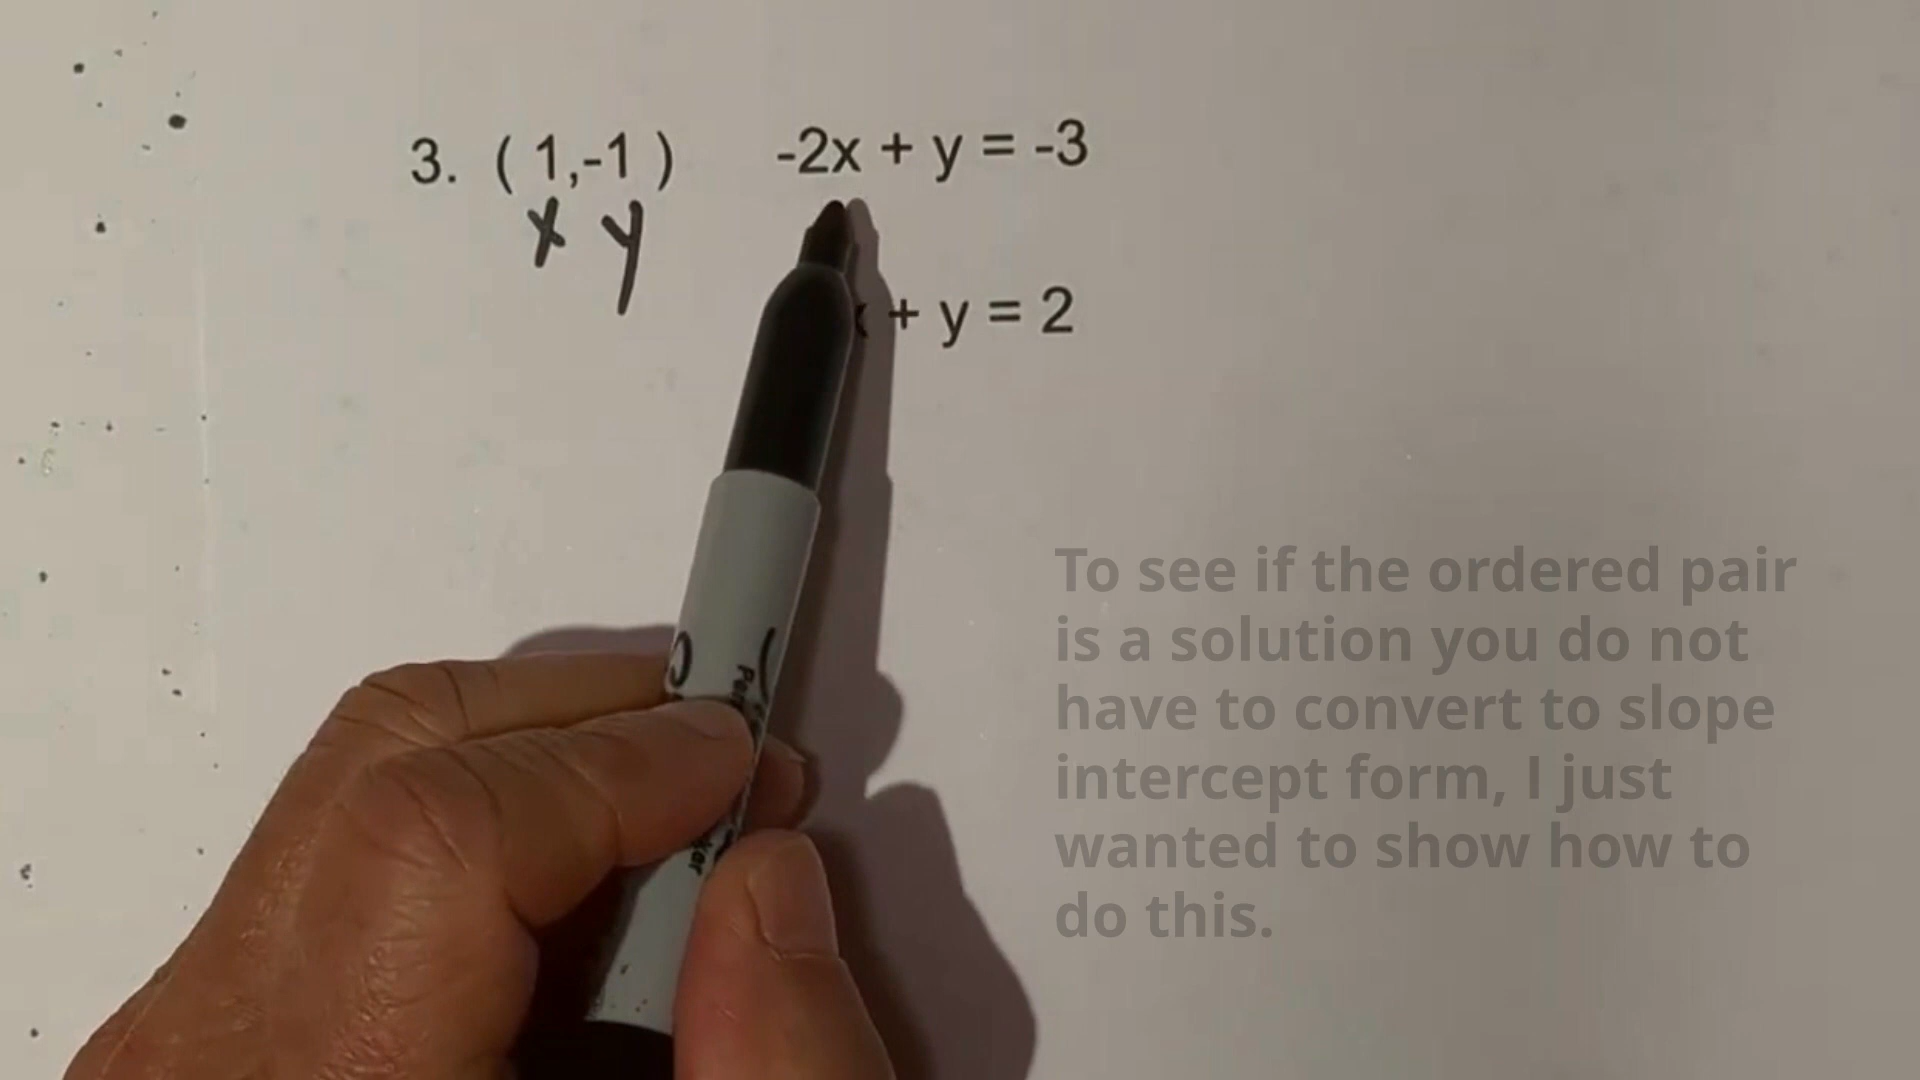 3. ( 1,-1 ) -2x + y = -3
x y
+ y = 2
To see if the ordered pair
is a solution you do not
have to convert to slope
intercept form, I just
wanted to show how to
do this.